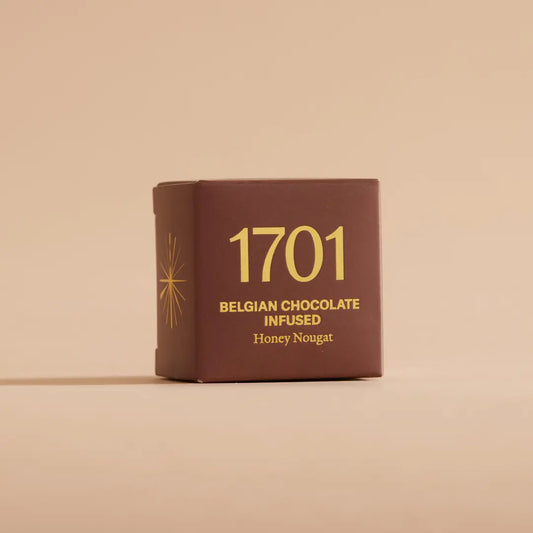 1701
BELGIAN CHOCOLATE
INFUSED
Honey Nougat